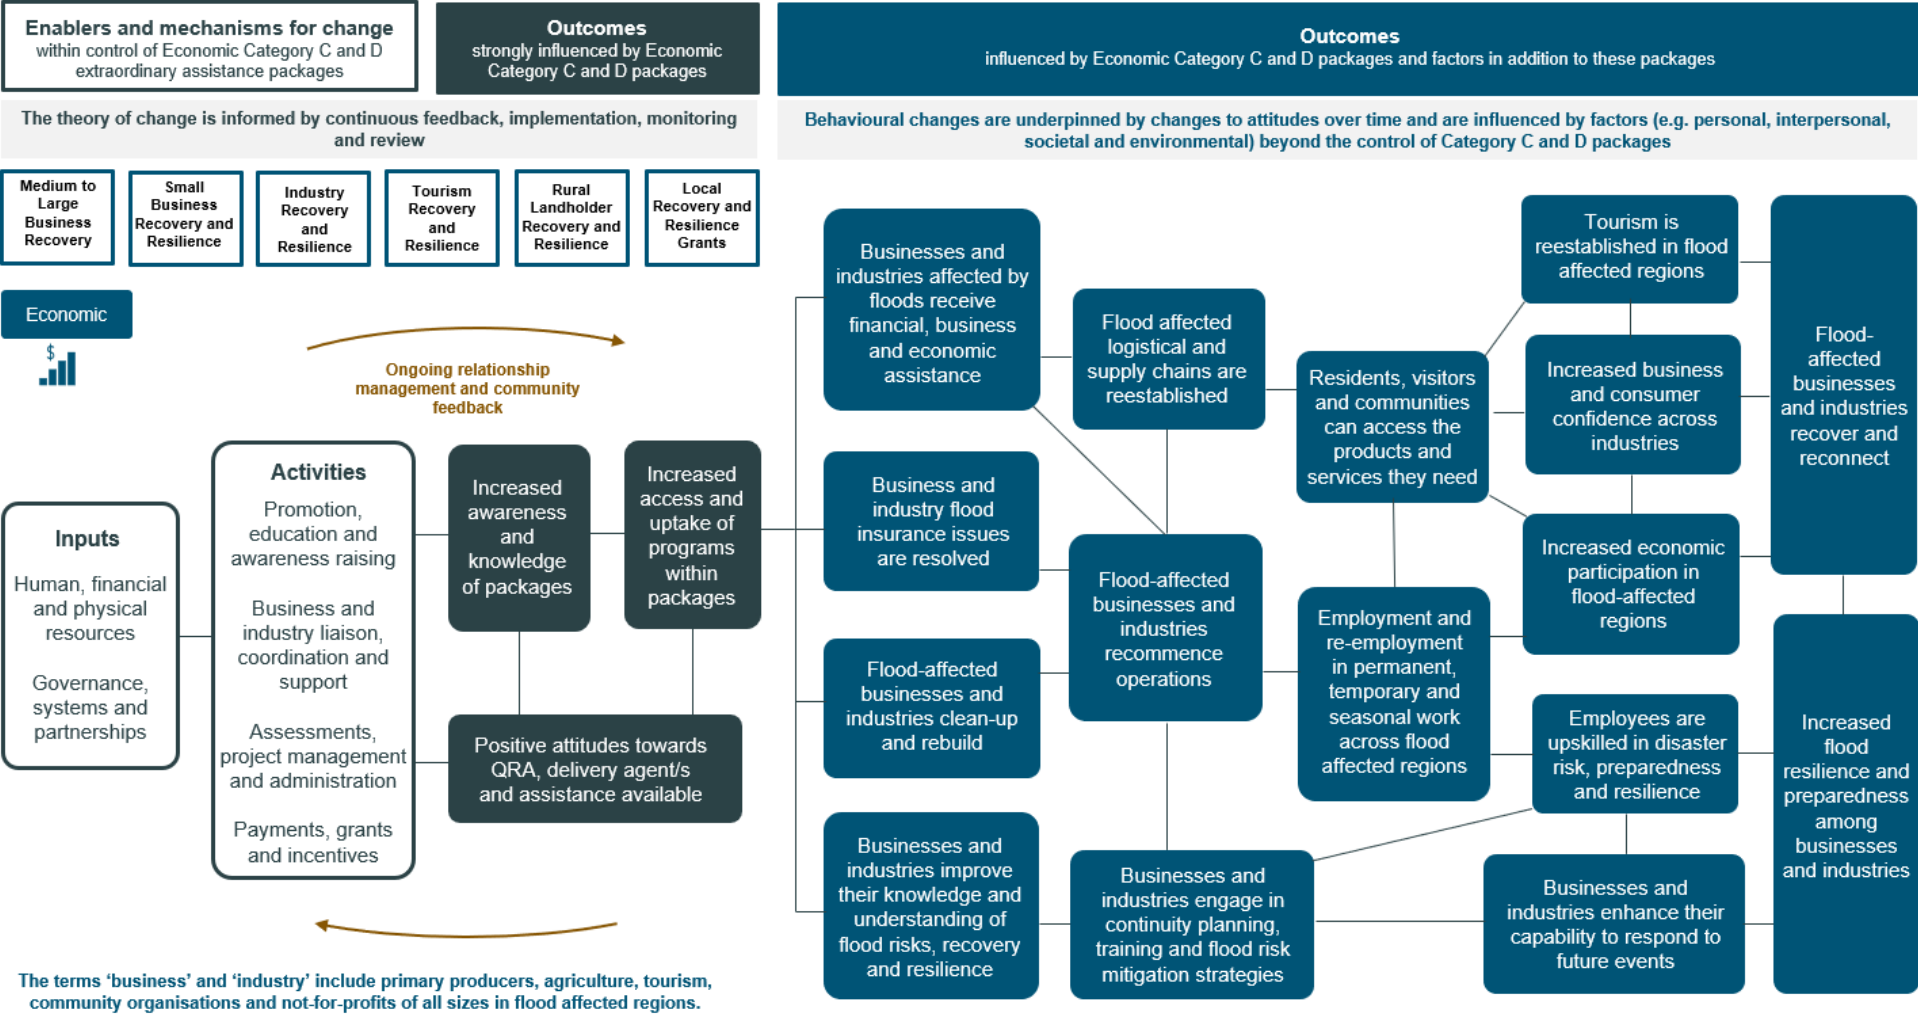 Enablers and mechanisms for change
within control of Economic Category C and D
extraordinary assistance packages
Outcomes
strongly influenced by Economic
Category C and D packages
Outcomes
influenced by Economic Category C and D packages and factors in addition to these packages
The theory of change is informed by continuous feedback, implementation, monitoring
and review
Behavioural changes are underpinned by changes to attitudes over time and are influenced by factors (e.g. personal, interpersonal,
societal and environmental) beyond the control of Category C and D packages
Medium to
Large
Business
Recovery
Small
Business
Recovery and
Resilience
Industry
Recovery
and
Resilience
Tourism
Recovery
and
Resilience
Rural
Landholder
Recovery and
Resilience
Local
Recovery and
Resilience
Grants
Economic
$
Ongoing relationship
management and community
feedback
Inputs
Human, financial
and physical
resources
Governance,
systems and
partnerships
Activities
Promotion,
education and
awareness raising
Business and
industry liaison,
coordination and
support
Assessments,
project management
and administration
Payments, grants
and incentives
Increased
awareness
and
knowledge
of packages
Increased
access and
uptake of
programs
within
packages
Positive attitudes towards
QRA, delivery agent/s
and assistance available
Businesses and
industries affected by
floods receive
financial, business
and economic
assistance
Business and
industry flood
insurance issues
are resolved
Flood-affected
businesses and
industries clean-up
and rebuild
Businesses and
industries improve
their knowledge and
understanding of
flood risks, recovery
and resilience
Flood affected
logistical and
supply chains are
reestablished
Flood-affected
businesses and
industries
recommence
operations
Businesses and
industries engage in
continuity planning,
training and flood risk
mitigation strategies
Residents, visitors
and communities
can access the
products and
services they need
Employment and
re-employment
in permanent,
temporary and
seasonal work
across flood
affected regions
Tourism is
reestablished in flood
affected regions
Increased business
and consumer
confidence across
industries
Increased economic
participation in
flood-affected
regions
Employees are
upskilled in disaster
risk, preparedness
and resilience
Businesses and
industries enhance their
capability to respond to
future events
Flood-
affected
businesses
and industries
recover and
reconnect
Increased
flood
resilience and
preparedness
among
businesses
and industries
The terms ‘business’ and ‘industry’ include primary producers, agriculture, tourism,
community organisations and not-for-profits of all sizes in flood affected regions.